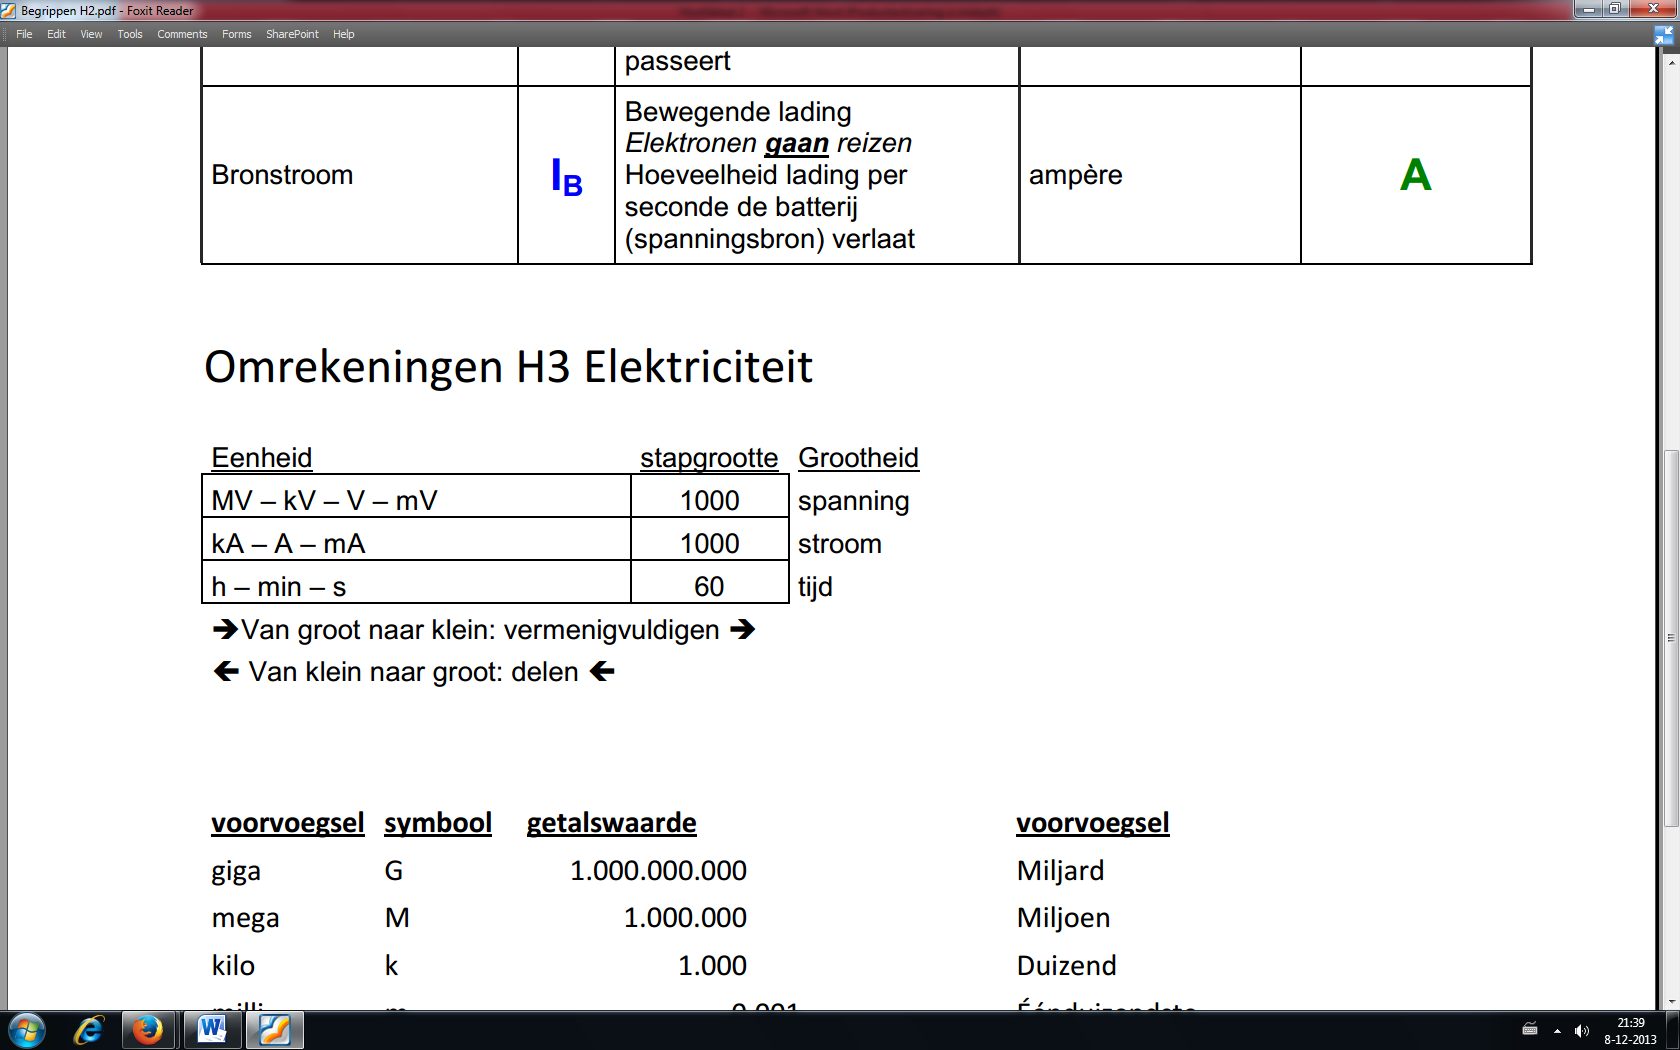 Begrippen H2.pdf - Foxit Reader
File Edit View Tools Comments Forms SharePoint Help
passeert
Bronstroom
IB
Bewegende lading
Elektronen gaan reizen
Hoeveelheid lading per
seconde de batterij
(spanningsbron) verlaat
ampère
A
Omrekeningen H3 Elektriciteit
Eenheid stapgrootte Grootheid
MV – kV – V – mV 1000 spanning
kA – A – mA 1000 stroom
h – min – s 60 tijd
➔Van groot naar klein: vermenigvuldigen ➔
🡸 Van klein naar groot: delen 🡸
voorvoegsel symbool getalswaarde voorvoegsel
giga G 1.000.000.000 Miljard
mega M 1.000.000 Miljoen
kilo k 1.000 Duizend
milli m 0,001 Éénduizendste
21:39
8-12-2013